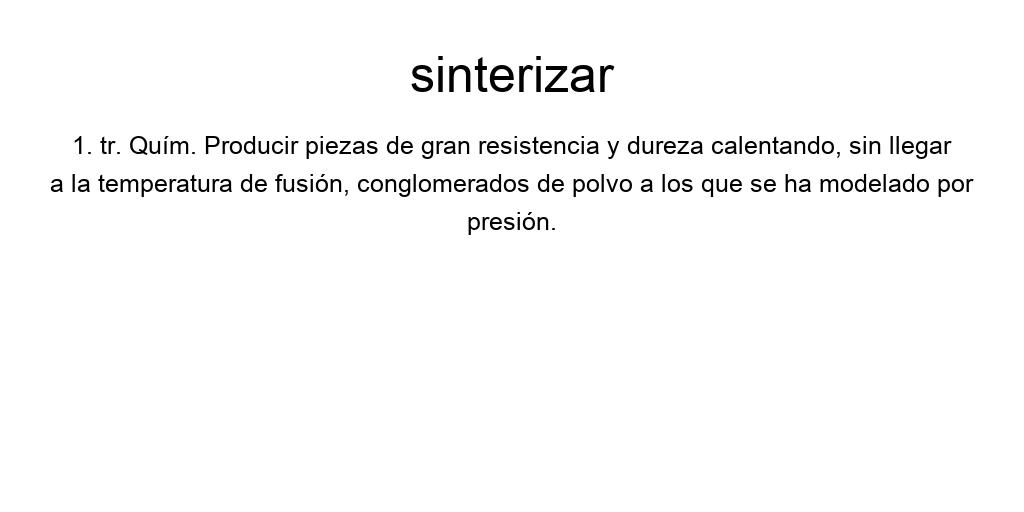 sinterizar
1. tr. Quím. Producir piezas de gran resistencia y dureza calentando, sin llegar
a la temperatura de fusión, conglomerados de polvo a los que se ha modelado por
presión.